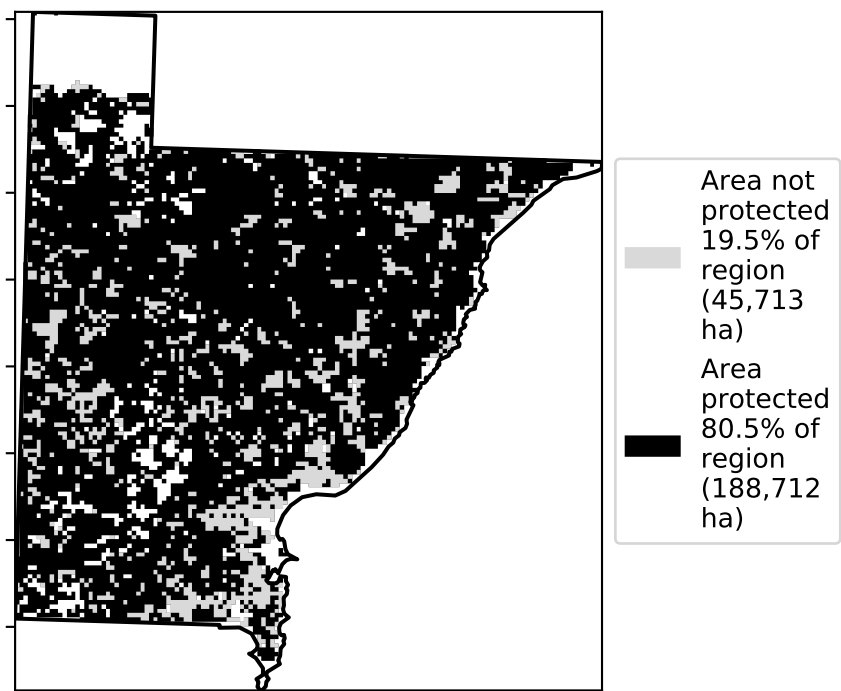 Area not
protected
19.5% of
region
(45,713
ha)
Area
protected
80.5% of
region
(188,712
ha)